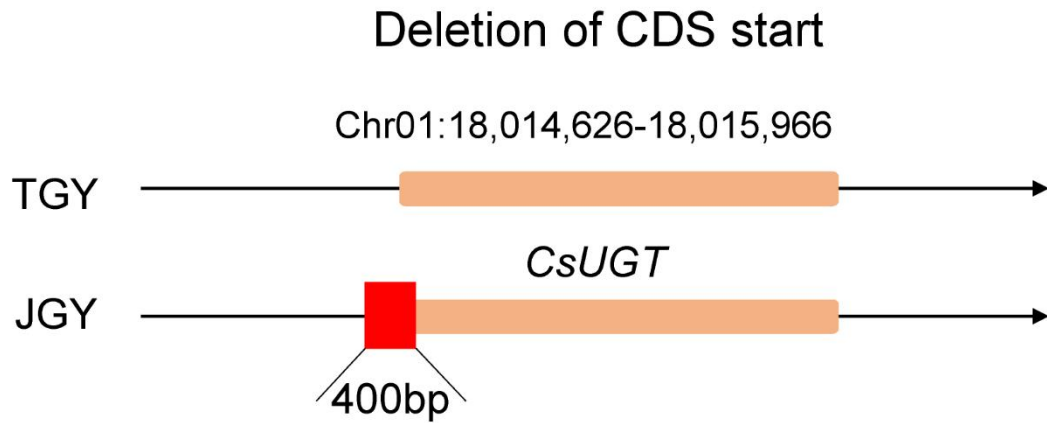 Deletion of CDS start
Chr01:18,014,626-18,015,966
TGY
CsUGT
JGY
400bp